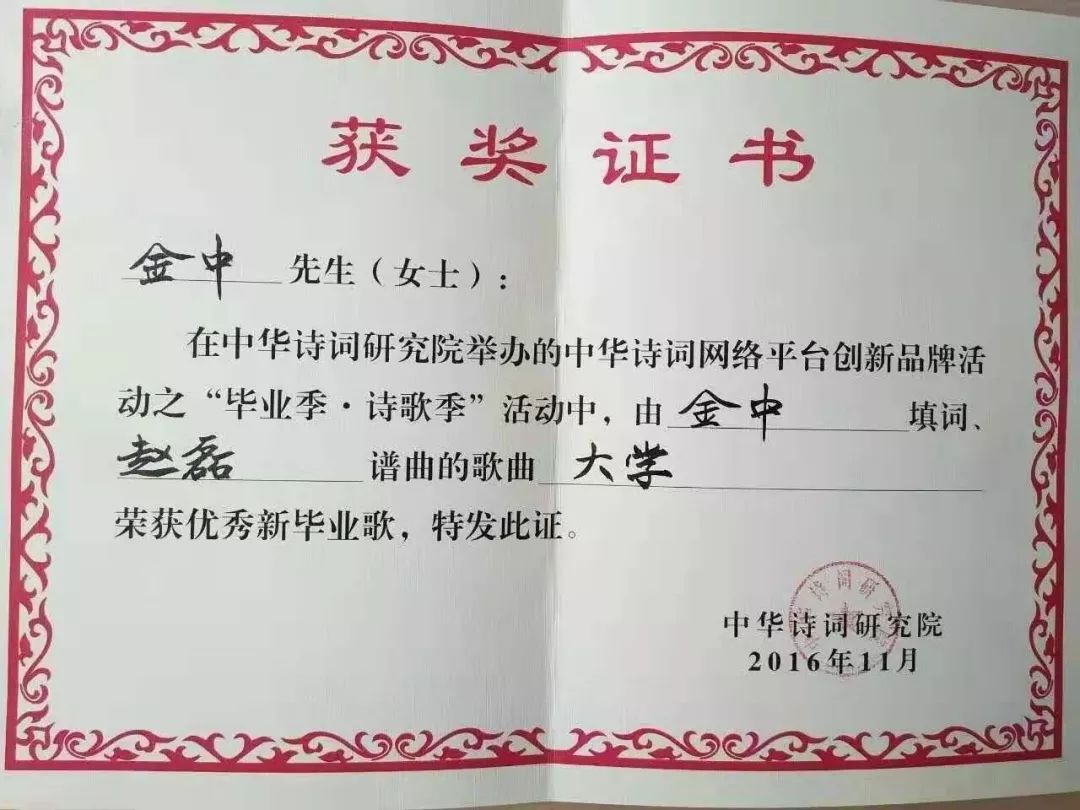 获奖证书
金中 先生（女士）：
在中华诗词研究院举办的中华诗词网络平台创新品牌活
动之“毕业季·诗歌季”活动中，由 金中 填词、
赵磊 谱曲的歌曲 大学
荣获优秀新毕业歌，特发此证。
中华诗词研究院
2016年11月